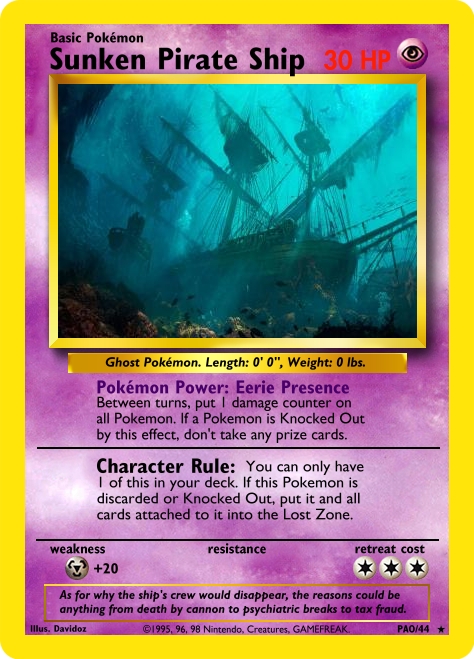 Basic Pokémon
Sunken Pirate Ship 30 HP
Ghost Pokémon. Length: 0' 0", Weight: 0 lbs.
Pokémon Power: Eerie Presence
Between turns, put 1 damage counter on
all Pokemon. If a Pokemon is Knocked Out
by this effect, don't take any prize cards.
Character Rule: You can only have
1 of this in your deck. If this Pokemon is
discarded or Knocked Out, put it and all
cards attached to it into the Lost Zone.
weakness resistance retreat cost
+20
As for why the ship's crew would disappear, the reasons could be
anything from death by cannon to psychiatric breaks to tax fraud.
Illus. Davidoz ©1995, 96, 98 Nintendo, Creatures, GAMEFREAK. PAO/44 ★